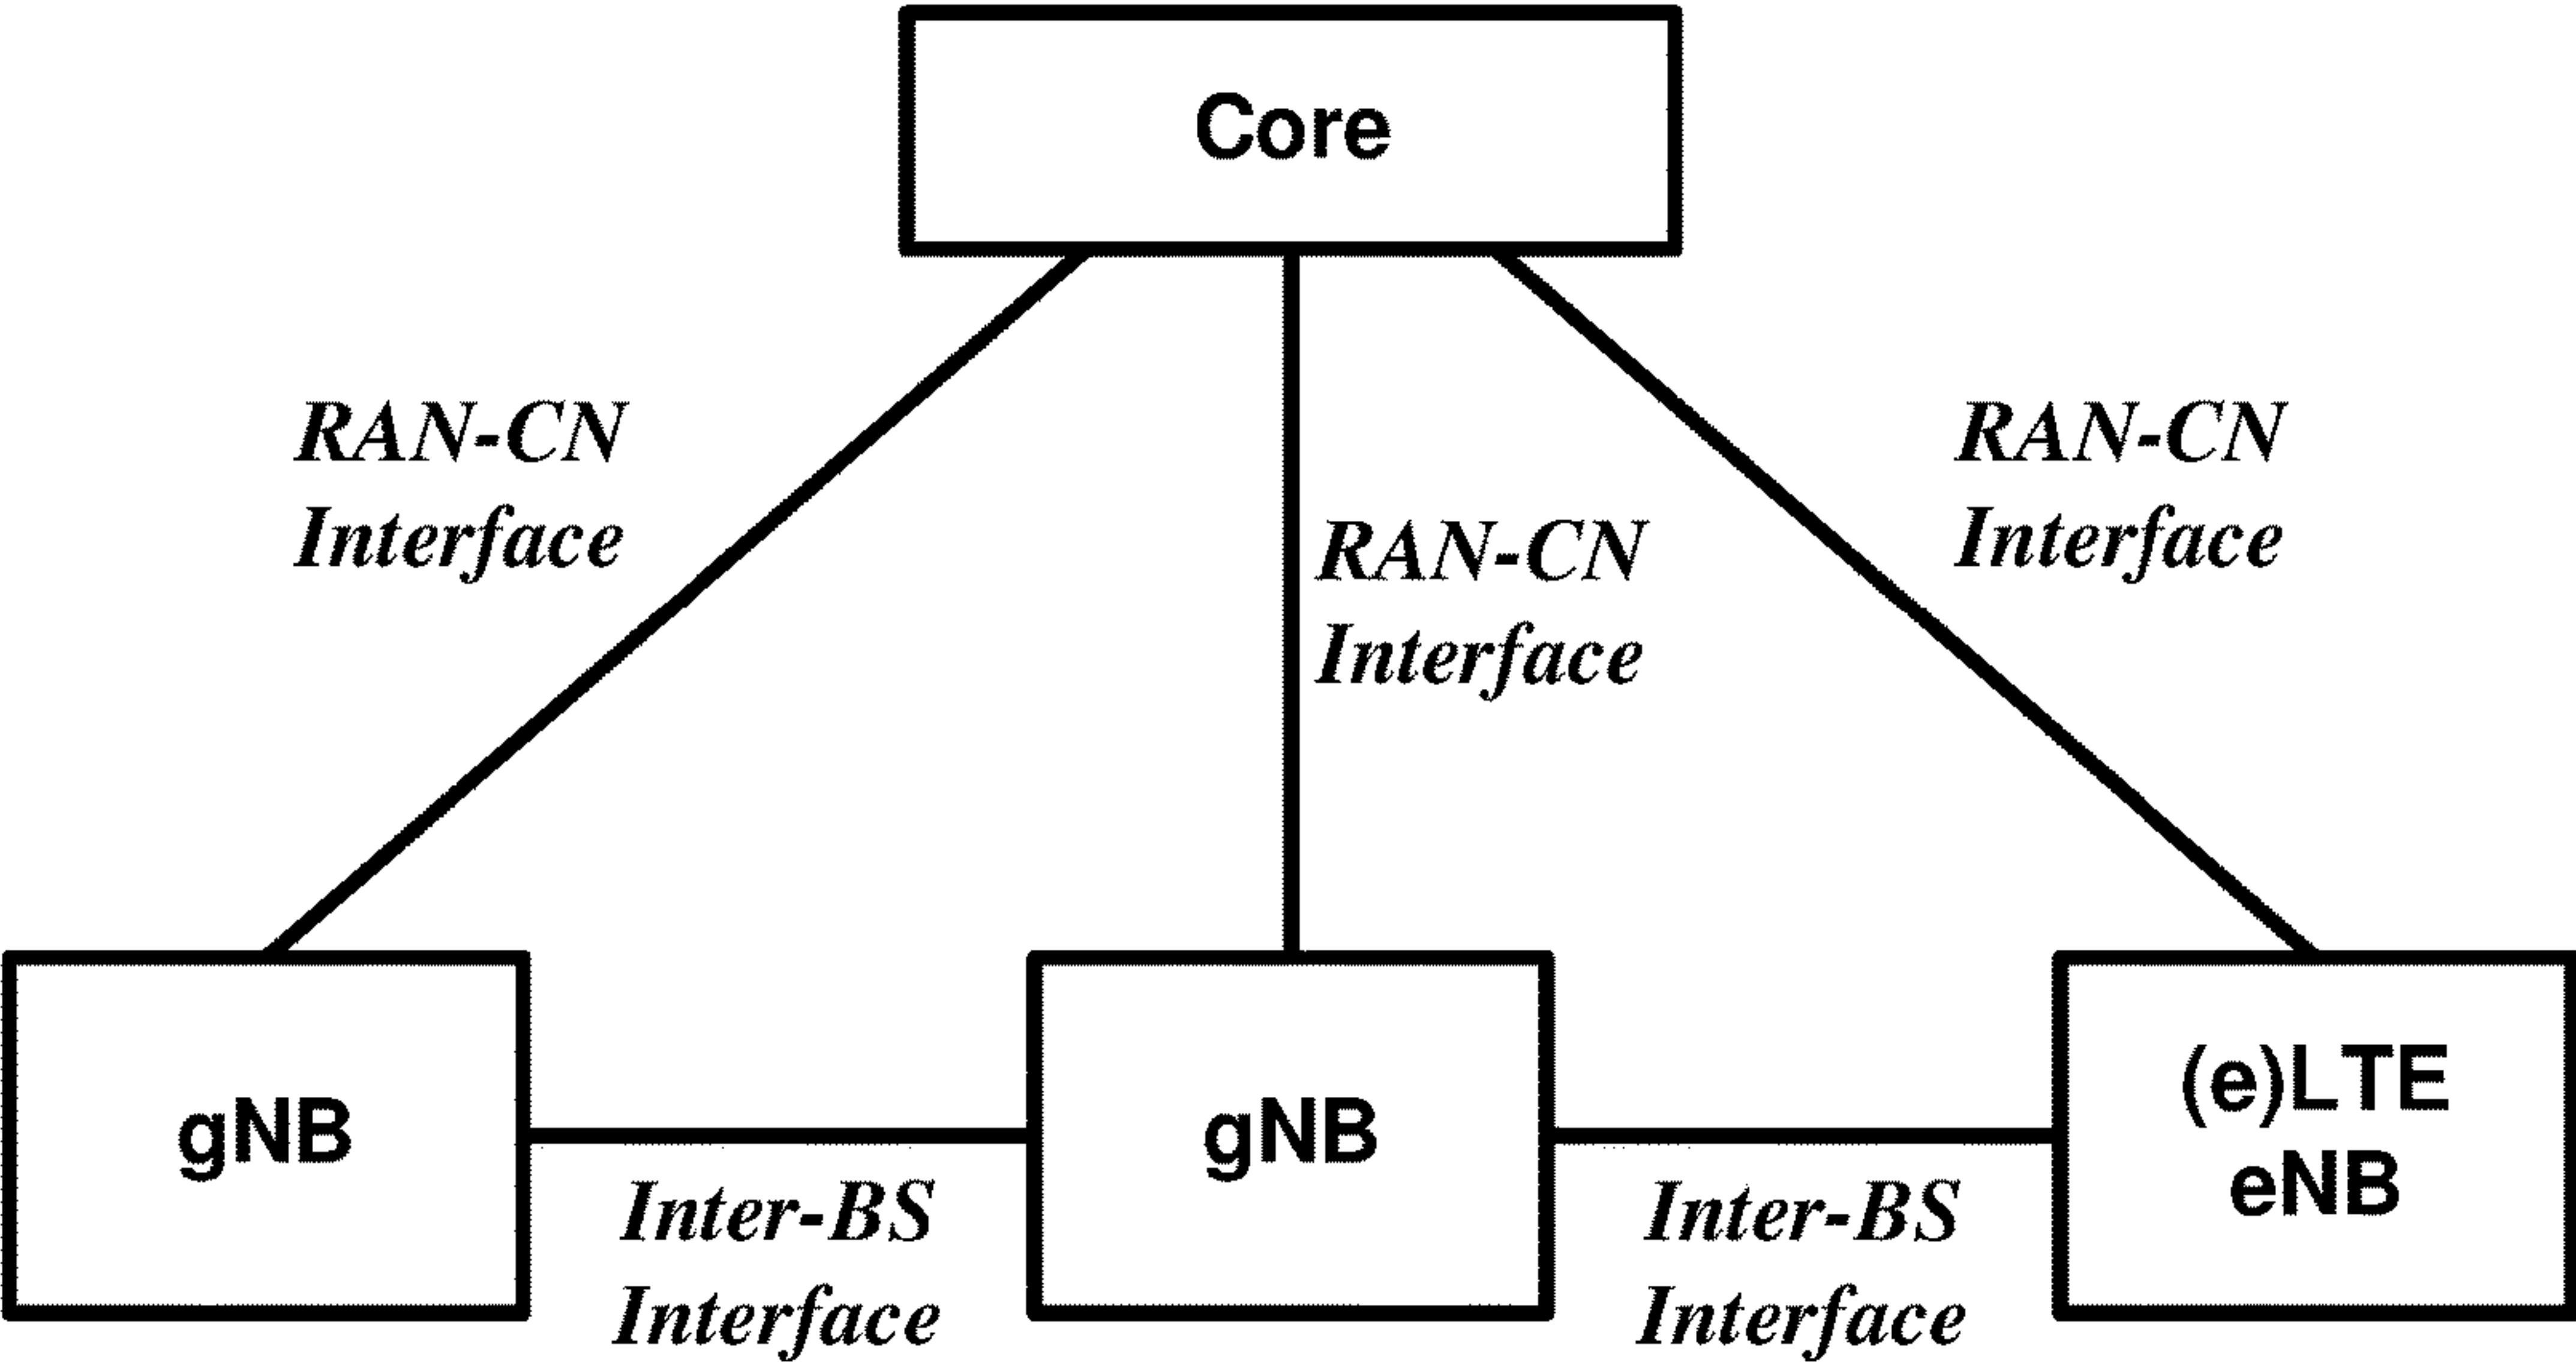 Core
RAN-CN
Interface
RAN-CN
Interface
RAN-CN
Interface
gNB
Inter-BS
Interface
gNB
Inter-BS
Interface
(e)LTE
eNB